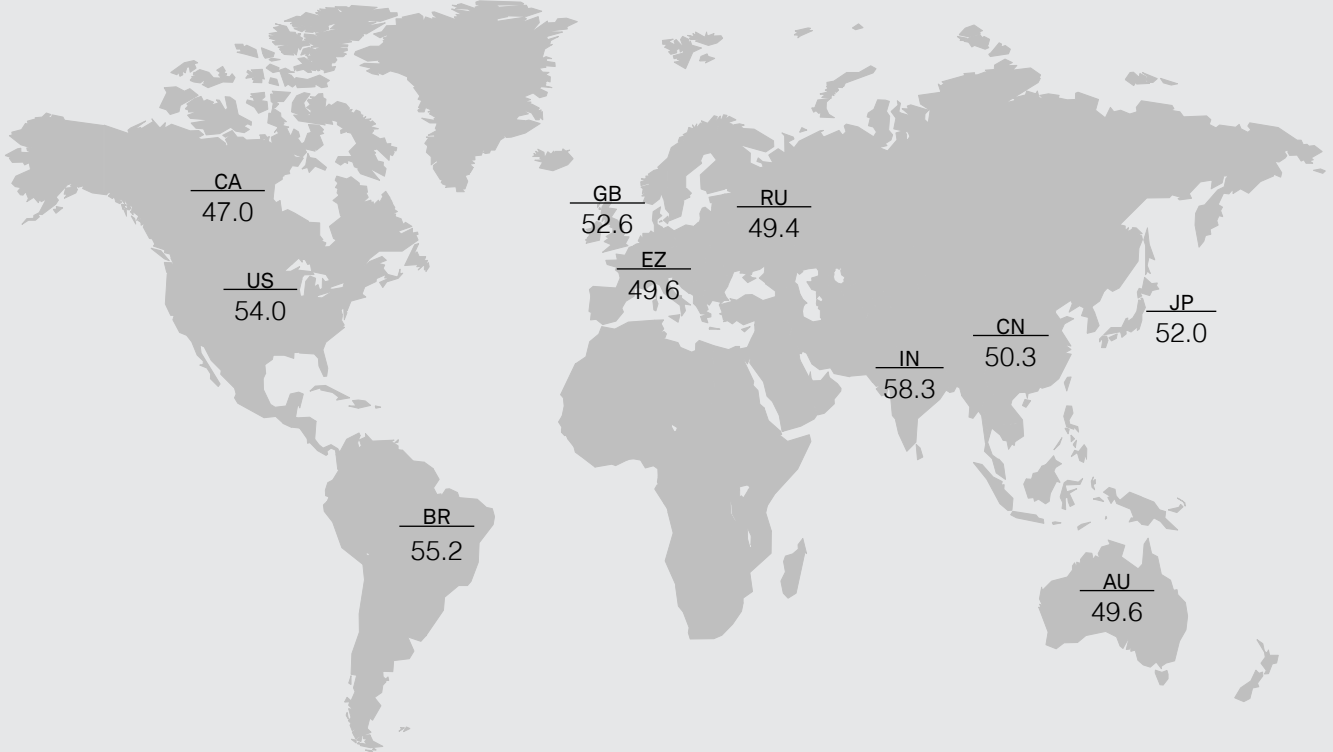 CA
47.0
GB
52.6
RU
49.4
EZ
49.6
US
54.0
JP
52.0
CN
50.3
IN
58.3
BR
55.2
AU
49.6